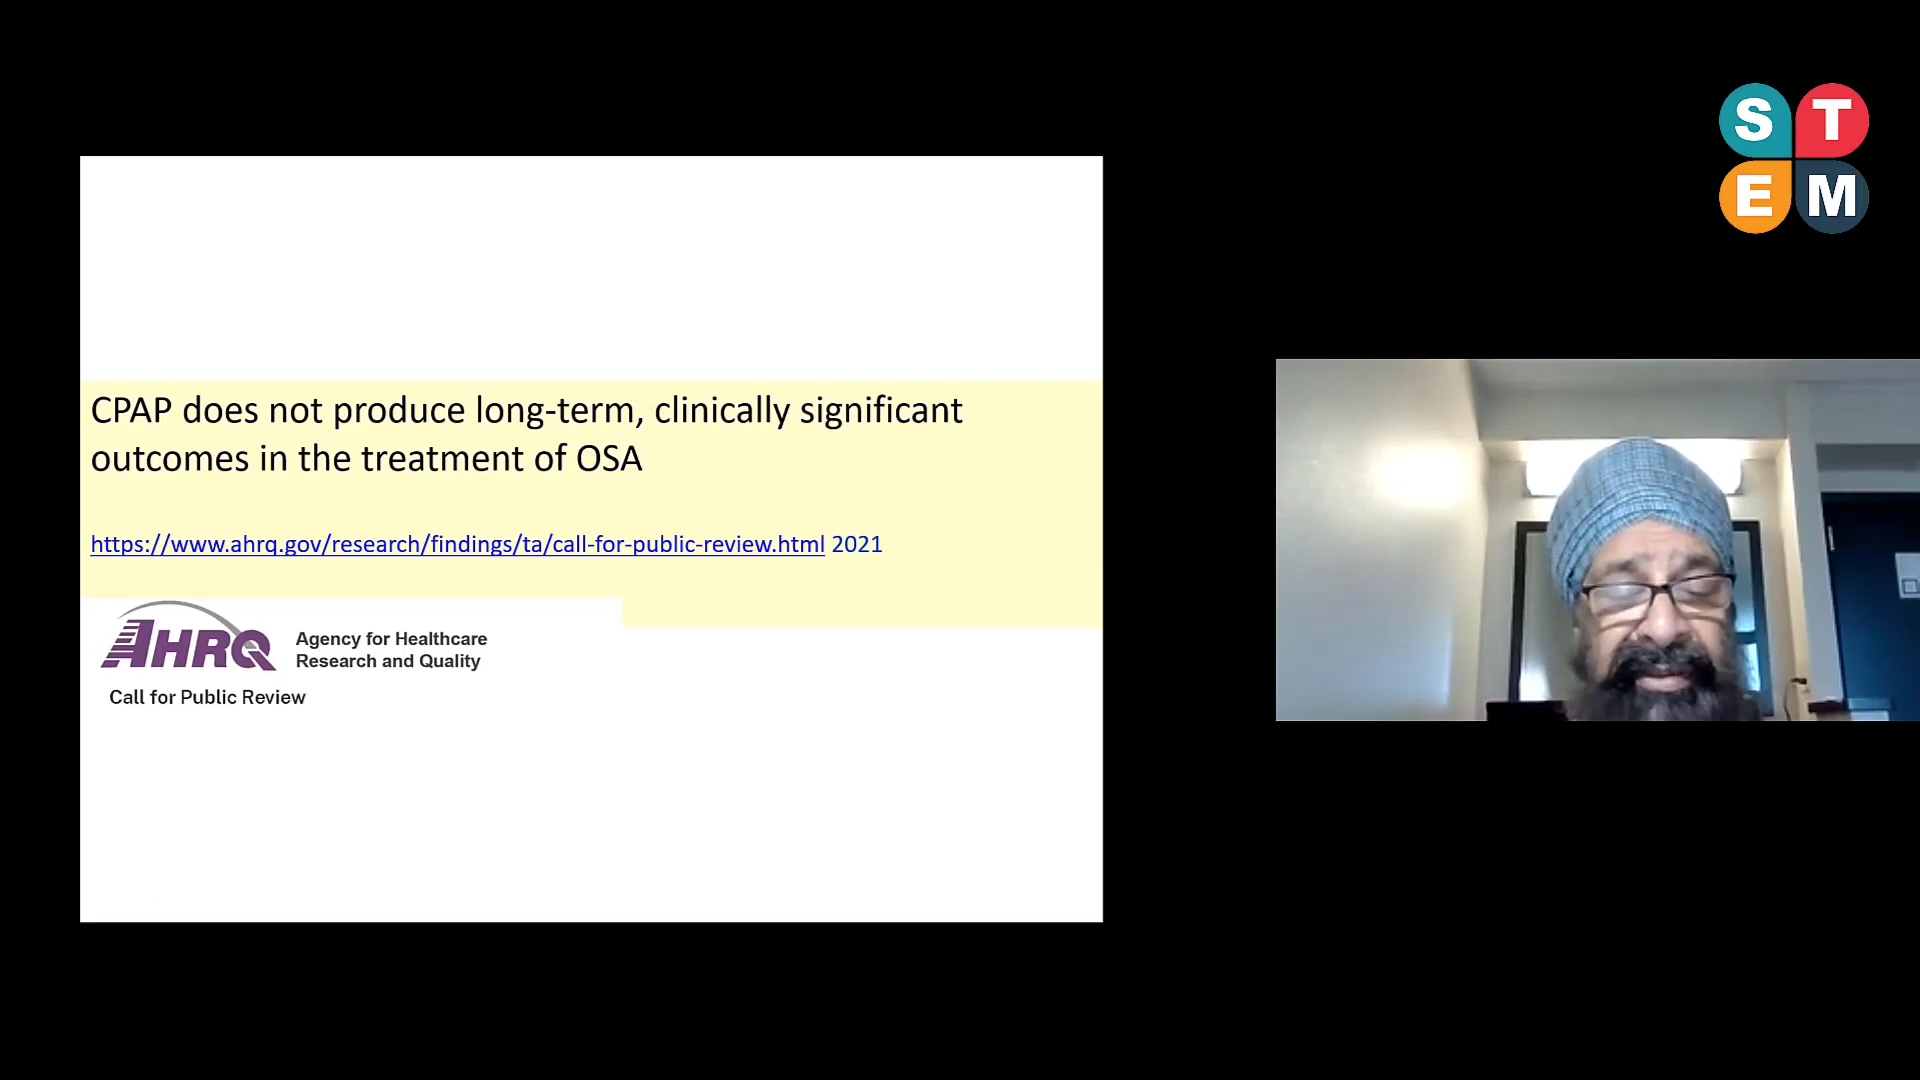 CPAP does not produce long-term, clinically significant
outcomes in the treatment of OSA
https://www.ahrq.gov/research/findings/ta/call-for-public-review.html 2021
AHRQ
Agency for Healthcare
Research and Quality
Call for Public Review
S T
E M